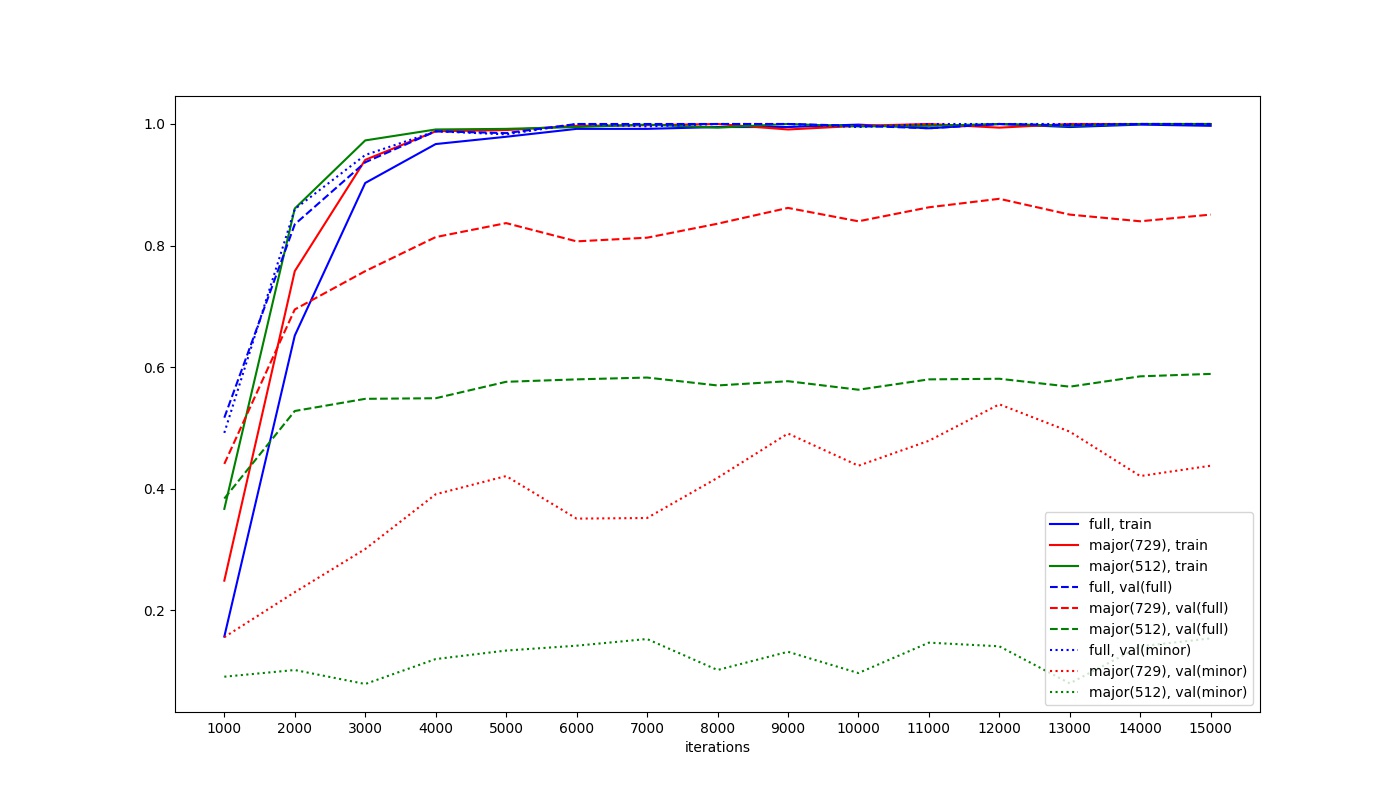 1.0
0.8
0.6
0.4
0.2
full, train
major(729), train
major(512), train
full, val(full)
major(729), val(full)
major(512), val(full)
full, val(minor)
major(729), val(minor)
major(512), val(minor)
1000 2000 3000 4000 5000 6000 7000 8000 9000 10000 11000 12000 13000 14000 15000
iterations